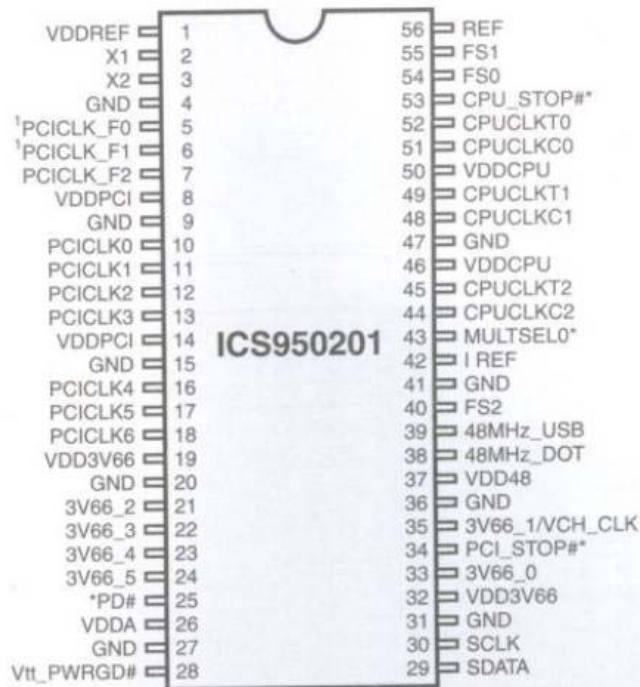 VDDREF 1 56 REF
X1 2 55 FS1
X2 3 54 FS0
GND 4 53 CPU_STOP#*
¹PCICLK_F0 5 52 CPUCLKT0
¹PCICLK_F1 6 51 CPUCLKC0
PCICLK_F2 7 50 VDDCPU
VDDPCI 8 49 CPUCLKT1
GND 9 48 CPUCLKC1
PCICLK0 10 47 GND
PCICLK1 11 46 VDDCPU
PCICLK2 12 45 CPUCLKT2
PCICLK3 13 44 CPUCLKC2
VDDPCI 14 ICS950201 43 MULTSEL0*
GND 15 42 I REF
PCICLK4 16 41 GND
PCICLK5 17 40 FS2
PCICLK6 18 39 48MHz_USB
VDD3V66 19 38 48MHz_DOT
GND 20 37 VDD48
3V66_2 21 36 GND
3V66_3 22 35 3V66_1/VCH_CLK
3V66_4 23 34 PCI_STOP#*
3V66_5 24 33 3V66_0
*PD# 25 32 VDD3V66
VDDA 26 31 GND
GND 27 30 SCLK
Vtt_PWRGD# 28 29 SDATA